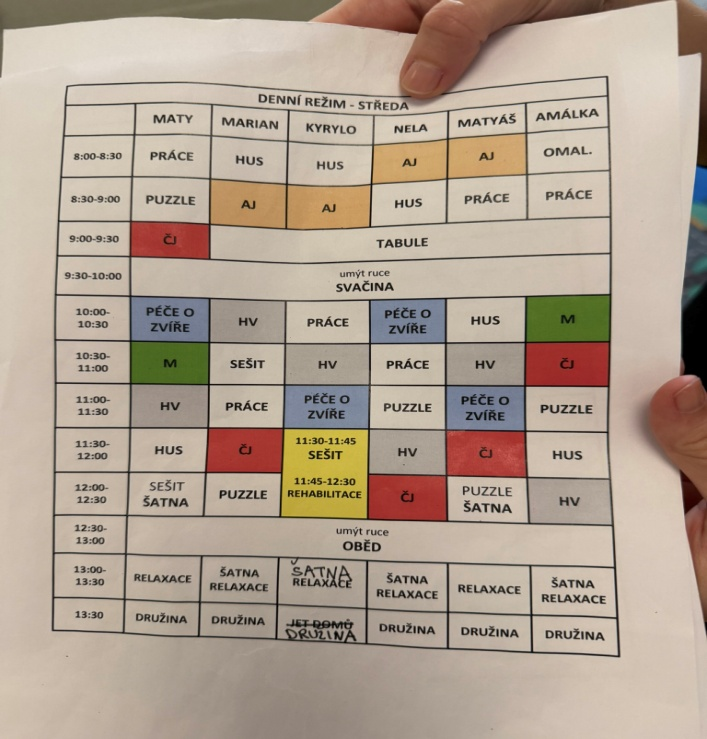 DENNÍ REŽIM - STŘEDA
MATY MARIAN KYRYLO NELA MATYÁŠ AMÁLKA
8:00-8:30 PRÁCE HUS HUS AJ AJ OMAL.
8:30-9:00 PUZZLE AJ AJ HUS PRÁCE PRÁCE
9:00-9:30 ČJ TABULE
9:30-10:00 umýt ruce
SVAČINA
10:00-
10:30 PÉČE O
ZVÍŘE HV PRÁCE PÉČE O
ZVÍŘE HUS M
10:30-
11:00 M SEŠIT HV PRÁCE HV ČJ
11:00-
11:30 HV PRÁCE PÉČE O
ZVÍŘE PUZZLE PÉČE O
ZVÍŘE PUZZLE
11:30-
12:00 HUS ČJ 11:30-11:45
SEŠIT HV ČJ HUS
12:00-
12:30 SEŠIT
ŠATNA PUZZLE 11:45-12:30
REHABILITACE ČJ PUZZLE
ŠATNA HV
12:30-
13:00 umýt ruce
OBĚD
13:00-
13:30 RELAXACE ŠATNA
RELAXACE ŠATNA
RELAXACE ŠATNA
RELAXACE RELAXACE ŠATNA
RELAXACE
13:30 DRUŽINA DRUŽINA JET DOMŮ
DRUŽINA DRUŽINA DRUŽINA DRUŽINA